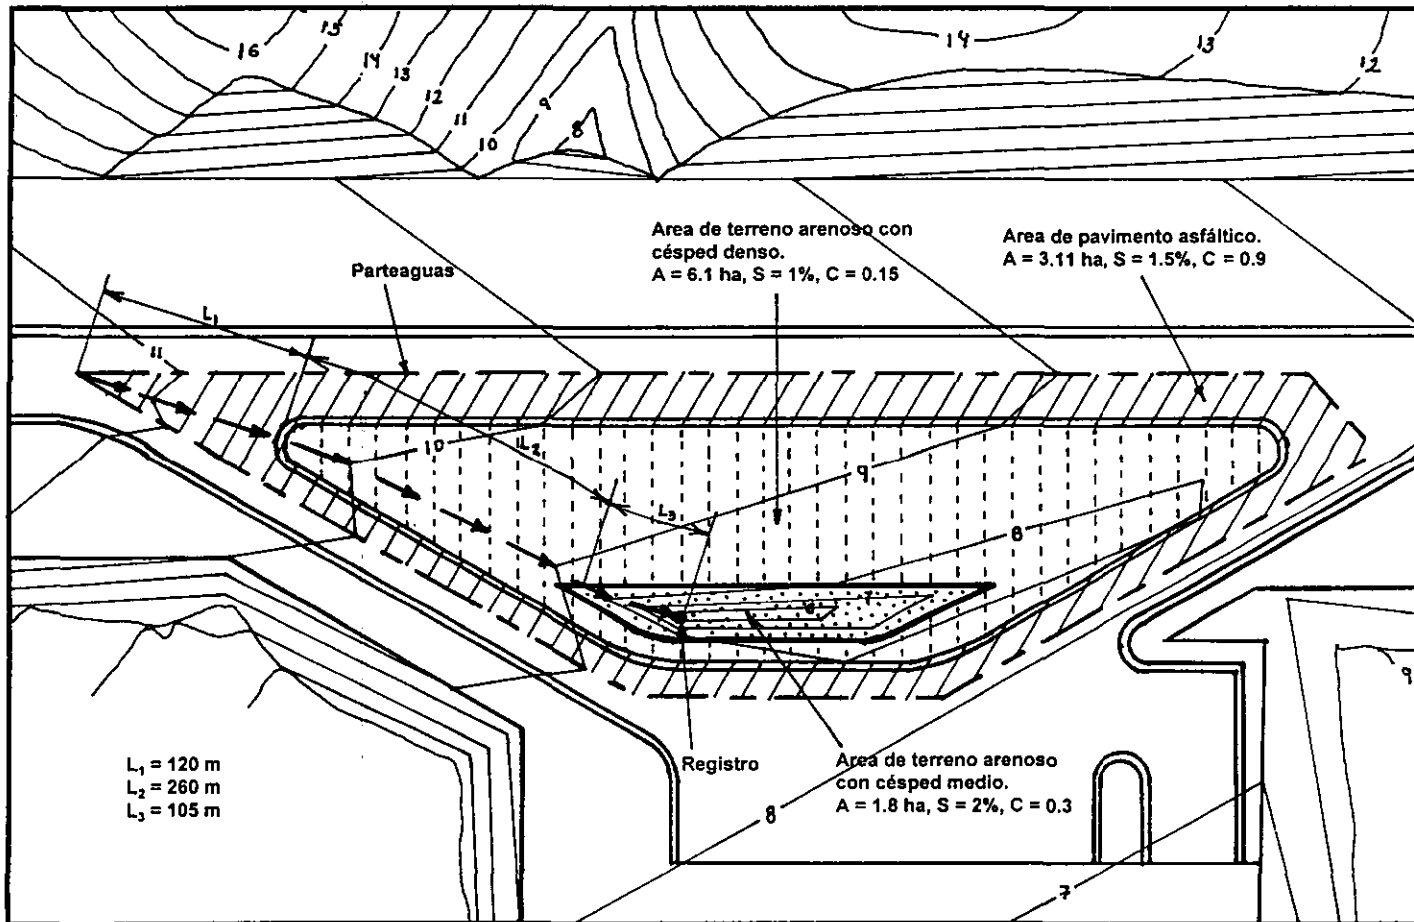 16
15
14
13
12
11
10
9
8
14
13
12
Area de terreno arenoso con
césped denso.
A = 6.1 ha, S = 1%, C = 0.15
Area de pavimento asfáltico.
A = 3.11 ha, S = 1.5%, C = 0.9
Parteaguas
L₁
11
10
L₂
9
L₃
8
7
6
9
Registro
Area de terreno arenoso
con césped medio.
A = 1.8 ha, S = 2%, C = 0.3
L₁ = 120 m
L₂ = 260 m
L₃ = 105 m
8
7